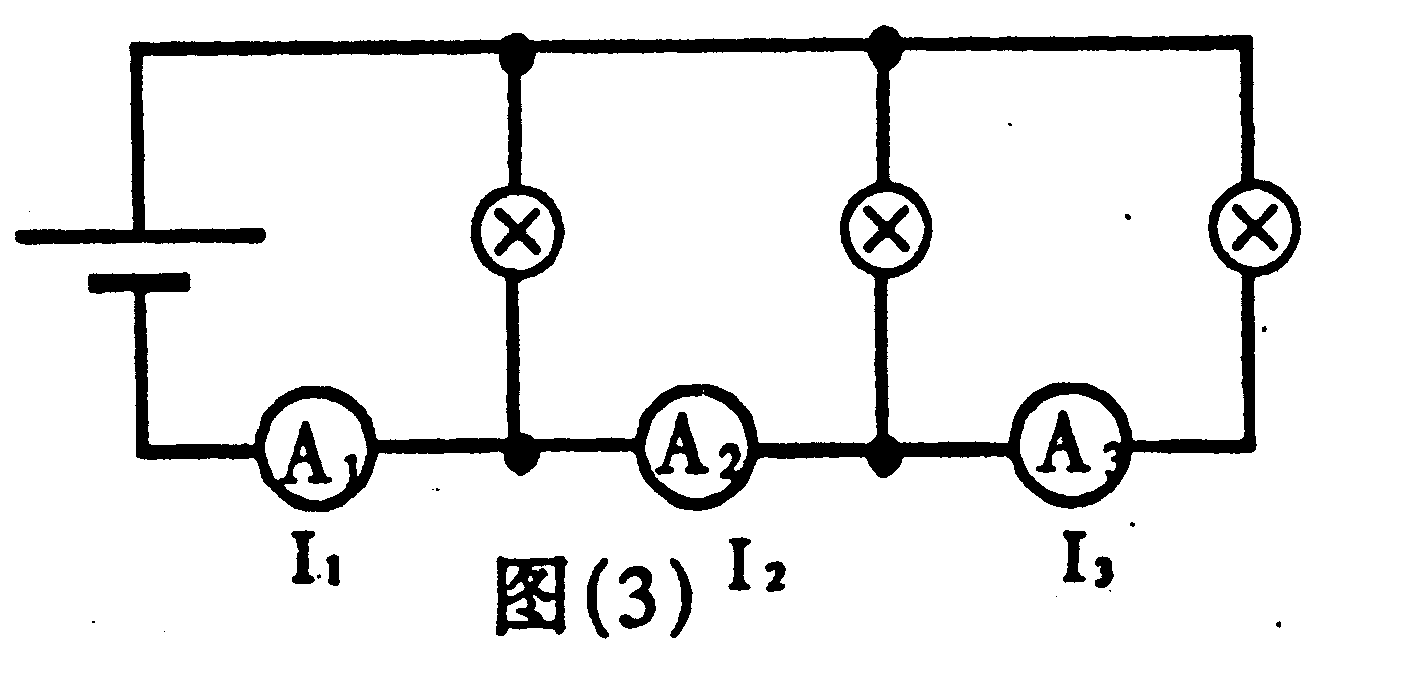 A1 A2 A3
I1 I2 I3
图(3)